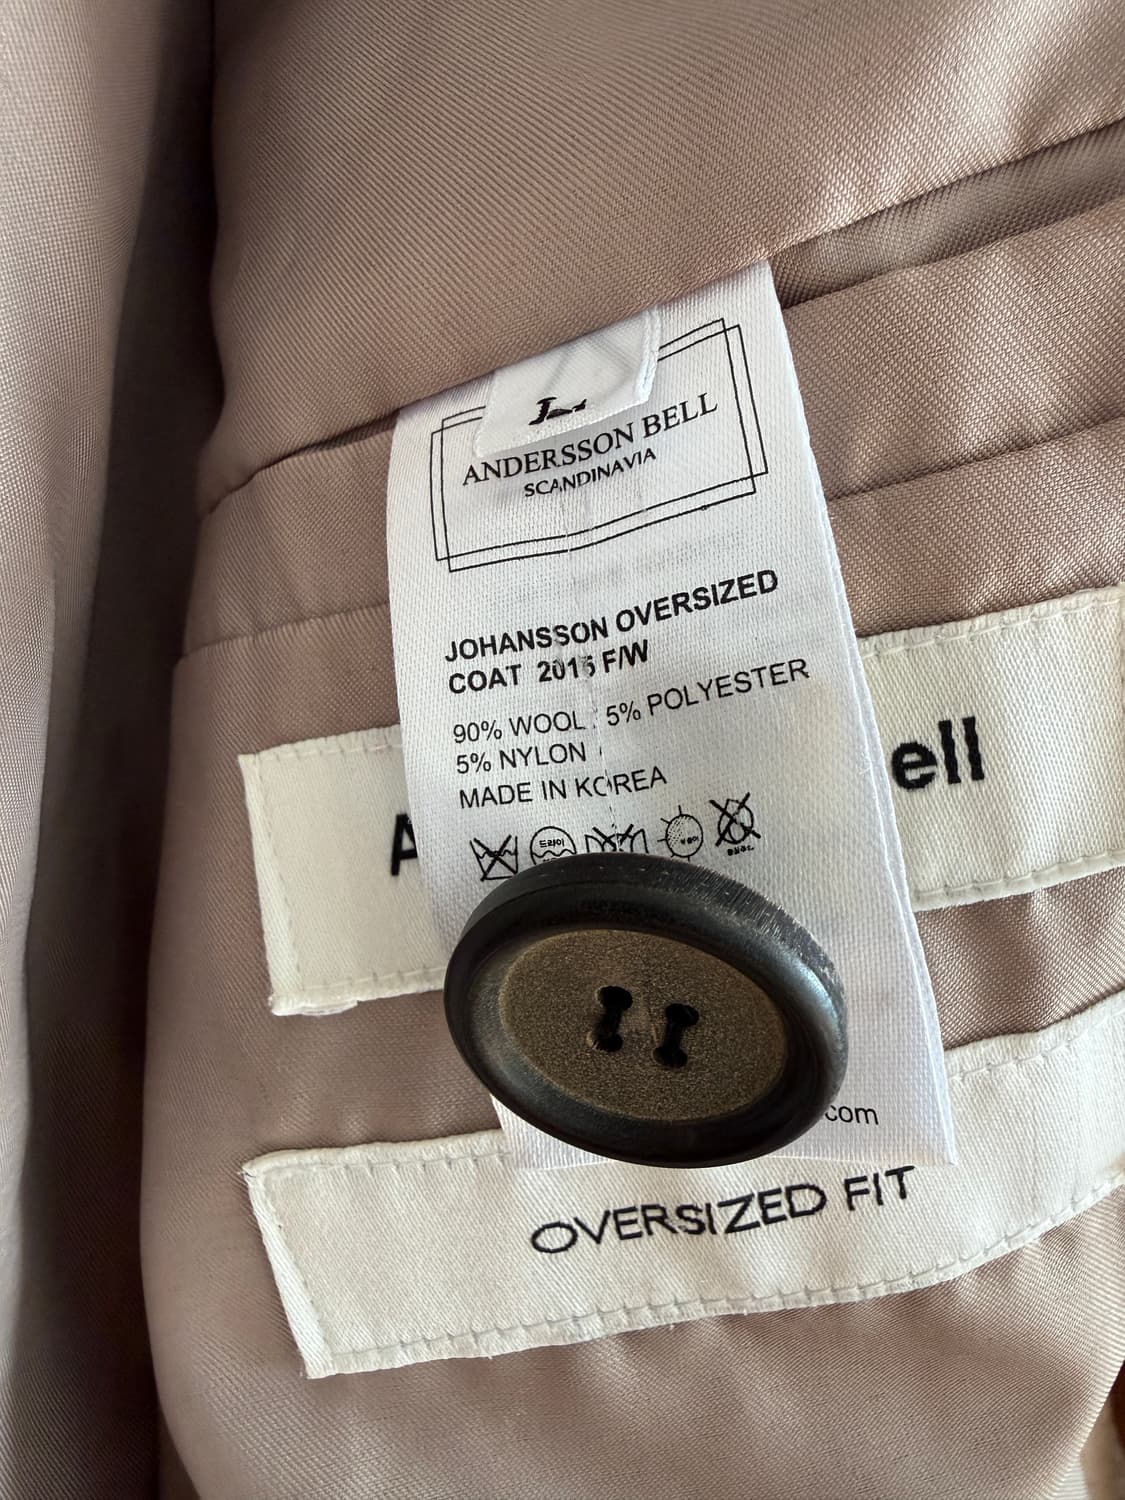 ANDERSSON BELL
SCANDINAVIA
JOHANSSON OVERSIZED
COAT 2015 F/W
90% WOOL 5% POLYESTER
5% NYLON
MADE IN KOREA
드라이
A
ell
com
OVERSIZED FIT